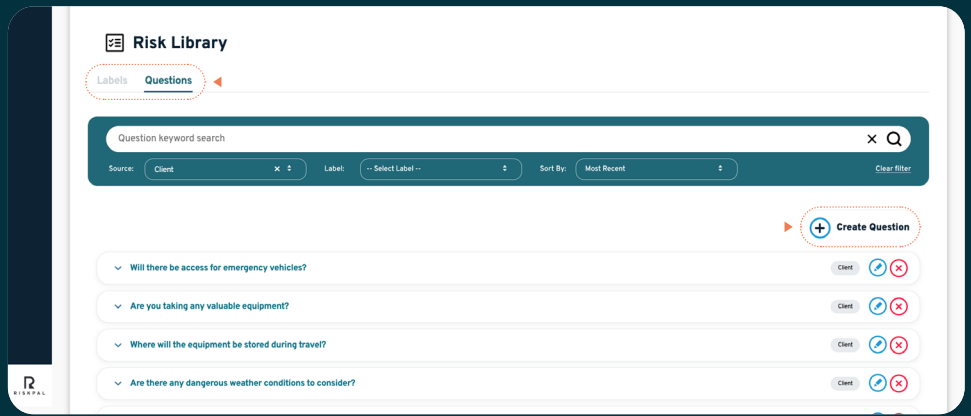 Risk Library
Labels Questions
Question keyword search
Source: Client Label: -- Select Label -- Sort By: Most Recent Clear filter
Create Question
Will there be access for emergency vehicles? Client
Are you taking any valuable equipment? Client
Where will the equipment be stored during travel? Client
Are there any dangerous weather conditions to consider? Client
RISKPAL